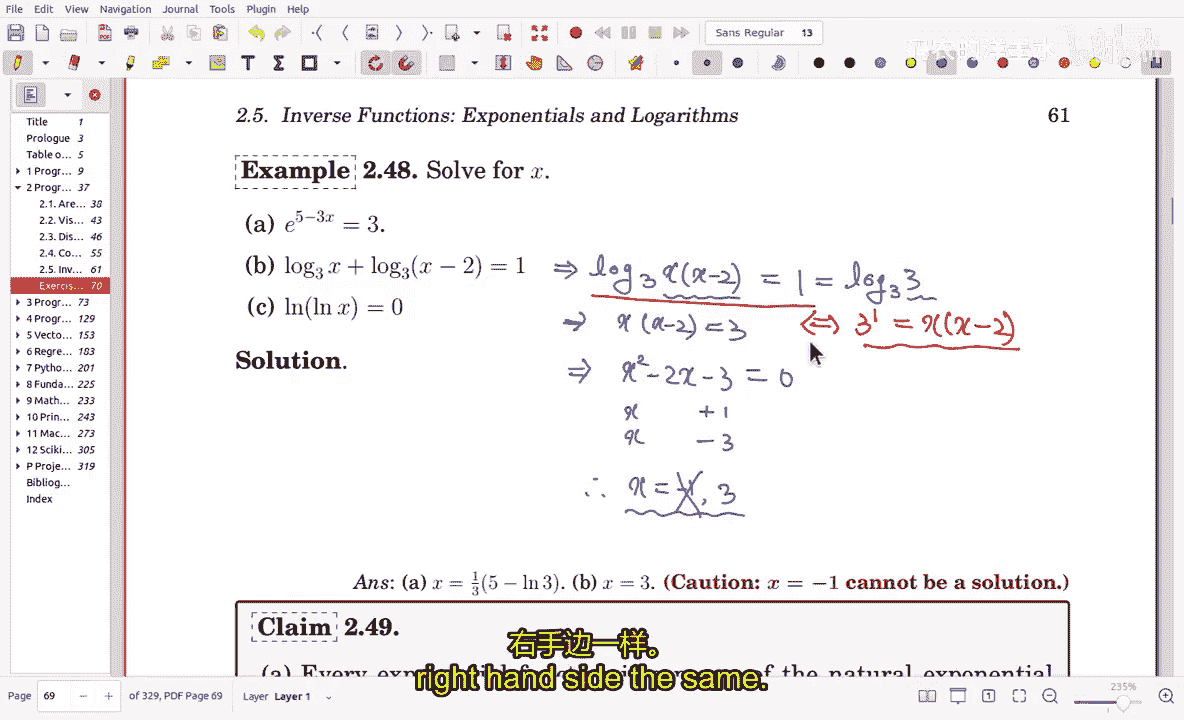 File Edit View Navigation Journal Tools Plugin Help
Sans Regular 13
Title 1
Prologue 3
Table o... 5
1 Progr... 9
2 Progr... 37
2.1. Are... 38
2.2. Vis... 43
2.3. Dis... 46
2.4. Co... 55
2.5. Inv... 61
Exercis... 70
3 Progr... 73
4 Progr... 129
5 Vecto... 153
6 Regre... 183
7 Pytho... 201
8 Funda... 225
9 Math... 233
10 Prin... 243
11 Mac... 273
12 Sciki... 305
P Proje... 319
Bibliog...
Index
2.5. Inverse Functions: Exponentials and Logarithms 61
Example 2.48. Solve for x.
(a) e^{5−3x} = 3.
(b) log₃ x + log₃(x − 2) = 1 ⇒ log₃ x(x−2) = 1 = log₃ 3
(c) ln(ln x) = 0
⇒ x(x−2) = 3 ⇔ 3¹ = x(x−2)
Solution.
⇒ x² − 2x − 3 = 0
x +1
x −3
∴ x = −1, 3
Ans: (a) x = ⅓(5 − ln 3). (b) x = 3. (Caution: x = −1 cannot be a solution.)
Claim 2.49.
右手边一样。
right hand side the same.
Page 69 of 329, PDF Page 69 Layer Layer 1 235%